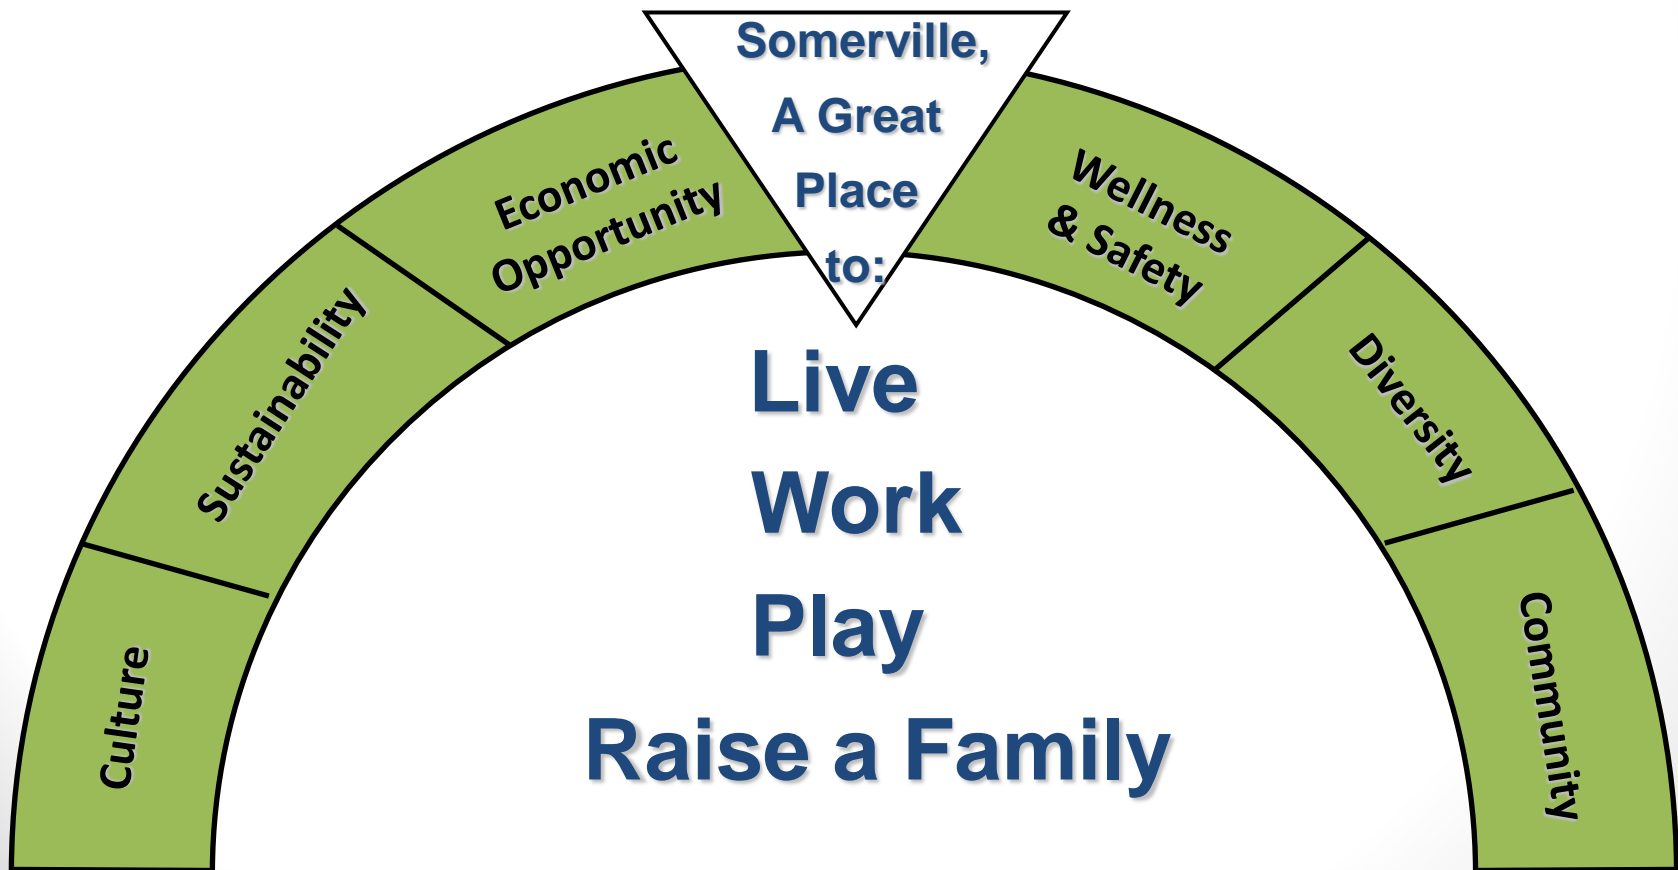 Somerville,
A Great
Place
to:
Economic
Opportunity
Wellness
& Safety
Sustainability
Diversity
Culture
Community
Live
Work
Play
Raise a Family